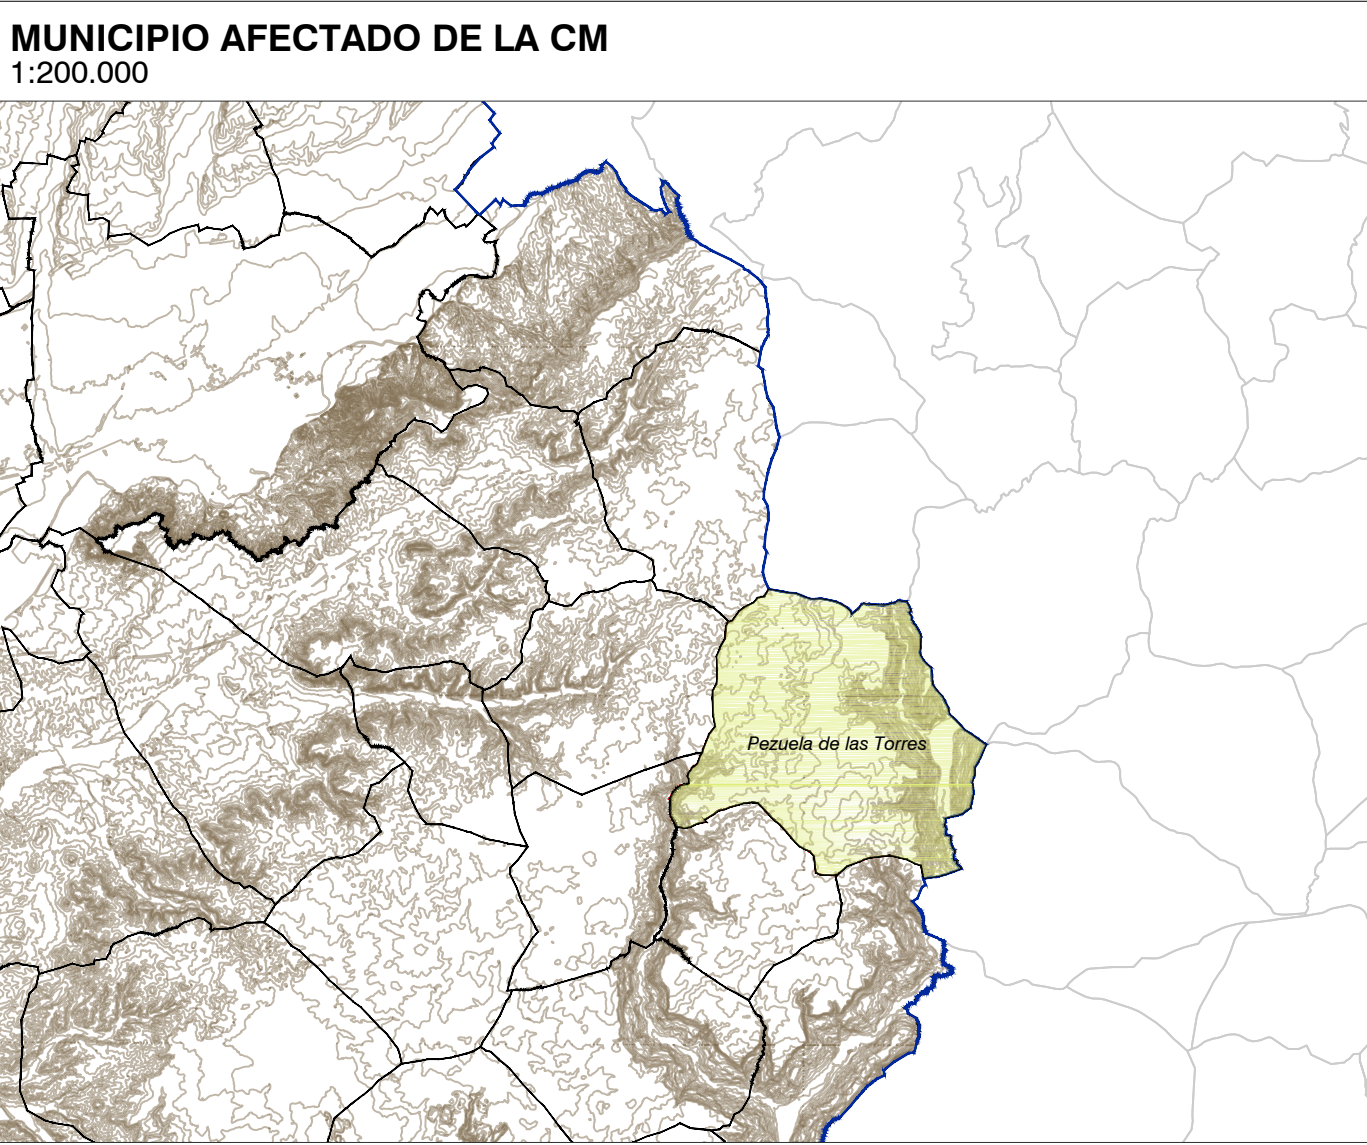 MUNICIPIO AFECTADO DE LA CM
1:200.000
Pezuela de las Torres